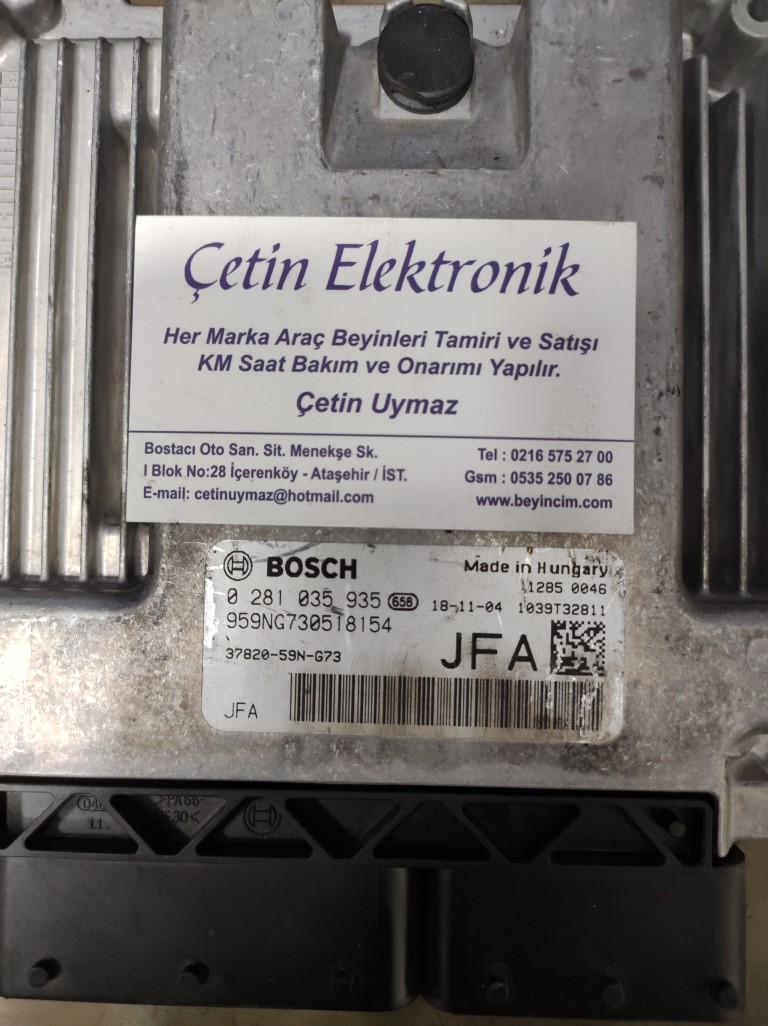 Çetin Elektronik
Her Marka Araç Beyinleri Tamiri ve Satışı
KM Saat Bakım ve Onarımı Yapılır.
Çetin Uymaz
Bostacı Oto San. Sit. Menekşe Sk.
I Blok No:28 İçerenköy - Ataşehir / İST.
E-mail: cetinuymaz@hotmail.com
Tel : 0216 575 27 00
Gsm : 0535 250 07 86
www.beyincim.com
BOSCH
Made in Hungary
11285 0046
0 281 035 935 658 18-11-04 1039T32811
959NG730518154
37820-59N-G73
JFA
JFA
>PA66-